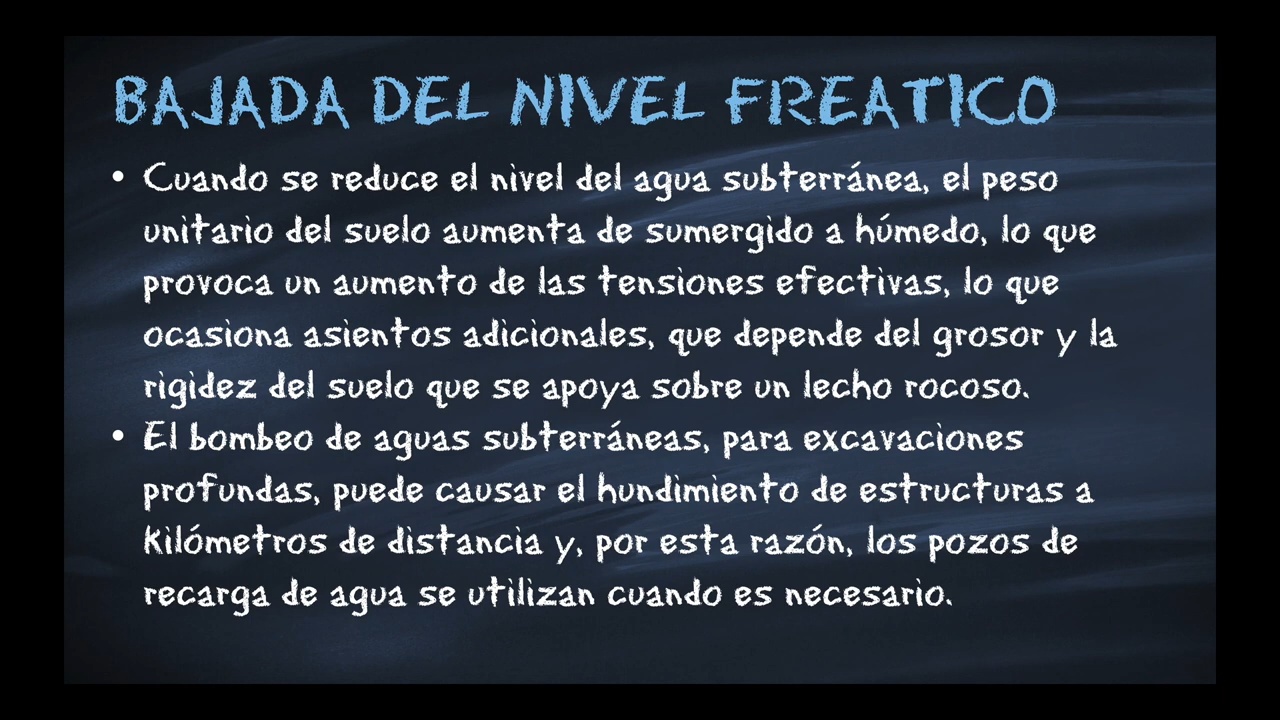 BAJADA DEL NIVEL FREATICO
• Cuando se reduce el nivel del agua subterránea, el peso
unitario del suelo aumenta de sumergido a húmedo, lo que
provoca un aumento de las tensiones efectivas, lo que
ocasiona asientos adicionales, que depende del grosor y la
rigidez del suelo que se apoya sobre un lecho rocoso.
• El bombeo de aguas subterráneas, para excavaciones
profundas, puede causar el hundimiento de estructuras a
kilómetros de distancia y, por esta razón, los pozos de
recarga de agua se utilizan cuando es necesario.